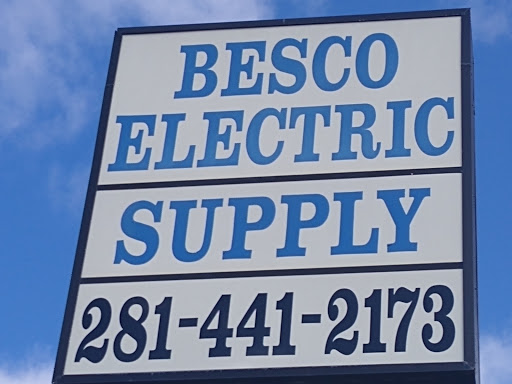 BESCO
ELECTRIC
SUPPLY
281-441-2173